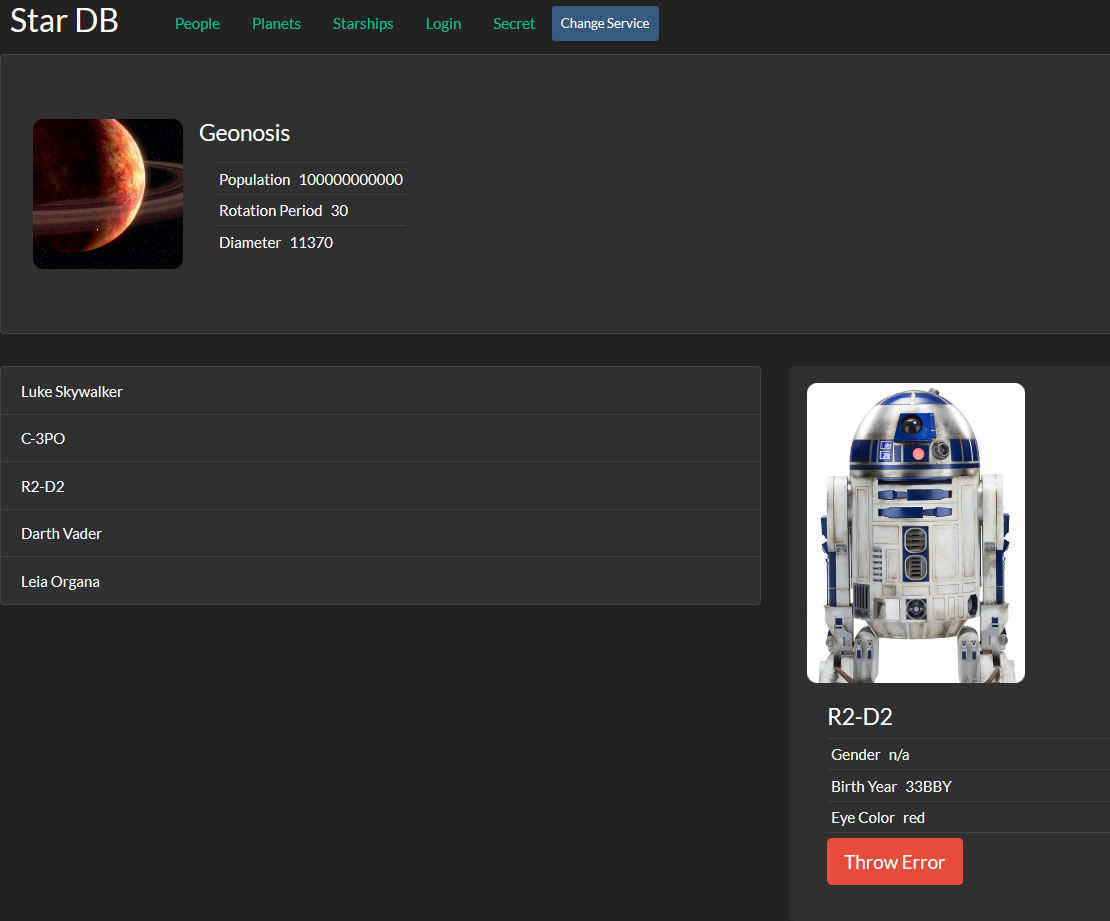 Star DB People Planets Starships Login Secret Change Service
Geonosis
Population 100000000000
Rotation Period 30
Diameter 11370
Luke Skywalker
C-3PO
R2-D2
Darth Vader
Leia Organa
R2-D2
Gender n/a
Birth Year 33BBY
Eye Color red
Throw Error